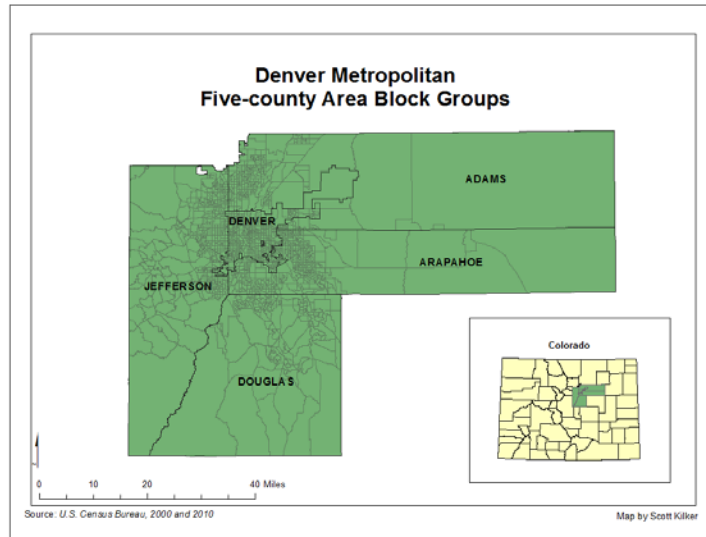 Denver Metropolitan
Five-county Area Block Groups
ADAMS
DENVER
ARAPAHOE
JEFFERSON
DOUGLAS
Colorado
0 10 20 40 Miles
Source: U.S. Census Bureau, 2000 and 2010
Map by Scott Kilker